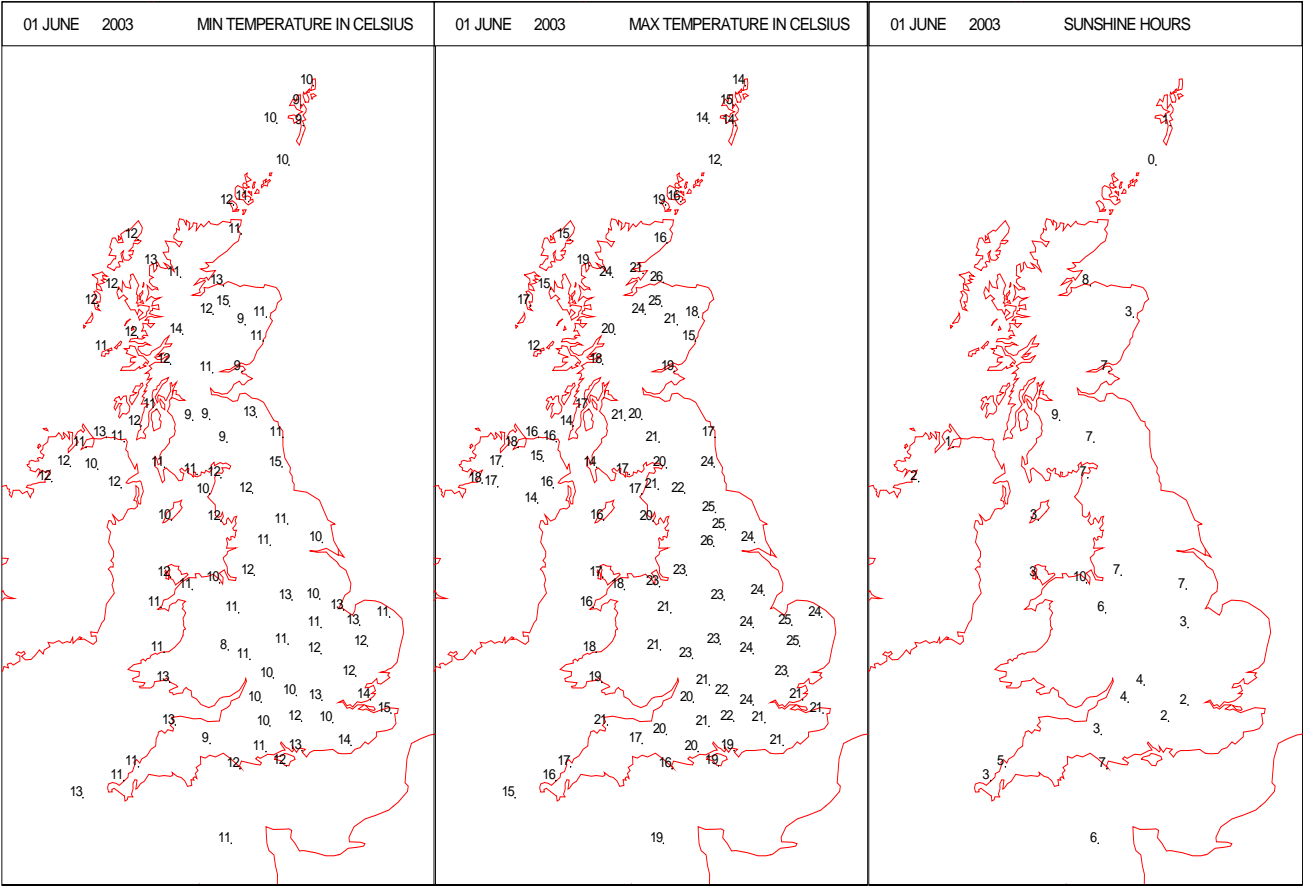 01 JUNE 2003 MIN TEMPERATURE IN CELSIUS
10.
9.
10. 9.
10.
12. 11.
11.
12.
13.
11.
13.
12.
12.
15.
12. 11.
9.
14.
12.
11.
11.
12.
11. 9.
11.
9. 9. 13.
12.
13. 11. 11.
11. 9.
12. 10. 11. 15.
11. 12.
12. 12. 10. 12.
10. 12. 11.
11. 10.
12. 11. 10. 12.
13. 10.
11. 11. 13. 11.
11. 13.
11. 8. 11. 11. 12. 12.
13. 10. 12.
10. 10. 13. 14.
13. 10. 12. 10. 15.
9. 11. 13. 14.
11. 12. 12.
11.
13.
11.
01 JUNE 2003 MAX TEMPERATURE IN CELSIUS
14.
15.
14. 14.
12.
19. 16.
15. 16.
19.
24. 21.
26.
15.
17. 25.
24. 18.
21.
20. 15.
12.
18. 19.
17.
21. 20.
14.
16. 16. 21. 17.
18.
17. 15. 14. 17. 20. 24.
18. 17. 16. 17. 21. 22.
14.
16. 20. 25.
25.
26. 24.
17. 18. 23. 23.
16. 21. 23. 24.
24. 25. 24.
18. 21. 23. 23. 24. 25.
19. 21. 23.
20. 22. 24. 21.
21. 20. 21. 22. 21. 21.
17. 20. 19. 21.
17. 16. 19.
16.
15.
19.
01 JUNE 2003 SUNSHINE HOURS
1.
0.
8.
3.
7.
9.
1. 7.
2. 7.
3.
3. 10. 7. 7.
6. 3.
4.
4. 2.
3. 2.
5. 7.
3.
6.